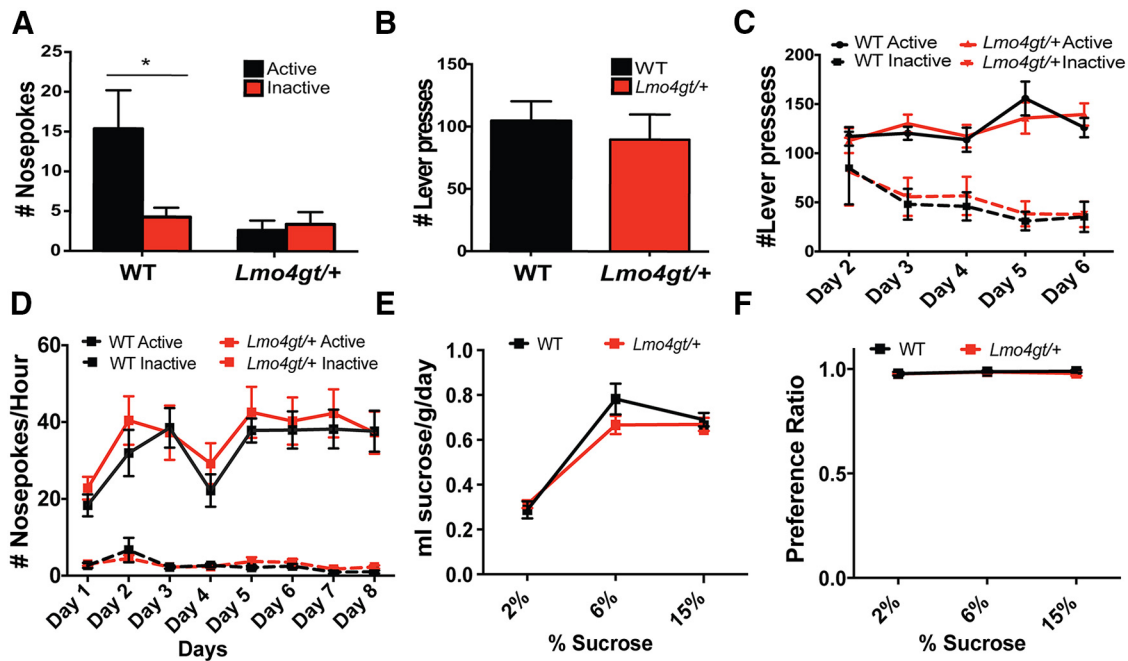 A
# Nosepokes
25
20
15
10
5
0
*
Active
Inactive
WT
Lmo4gt/+
B
# Lever presses
150
100
50
0
WT
Lmo4gt/+
WT
Lmo4gt/+
C
WT Active
WT Inactive
Lmo4gt/+ Active
Lmo4gt/+ Inactive
#Lever pressess
200
150
100
50
0
Day 2
Day 3
Day 4
Day 5
Day 6
D
WT Active
WT Inactive
Lmo4gt/+ Active
Lmo4gt/+ Inactive
# Nosepokes/Hour
60
40
20
0
Day 1
Day 2
Day 3
Day 4
Day 5
Day 6
Day 7
Day 8
Days
E
WT
Lmo4gt/+
ml sucrose/g/day
1.0
0.8
0.6
0.4
0.2
0.0
2%
6%
15%
% Sucrose
F
WT
Lmo4gt/+
Preference Ratio
1.0
0.5
0.0
2%
6%
15%
% Sucrose